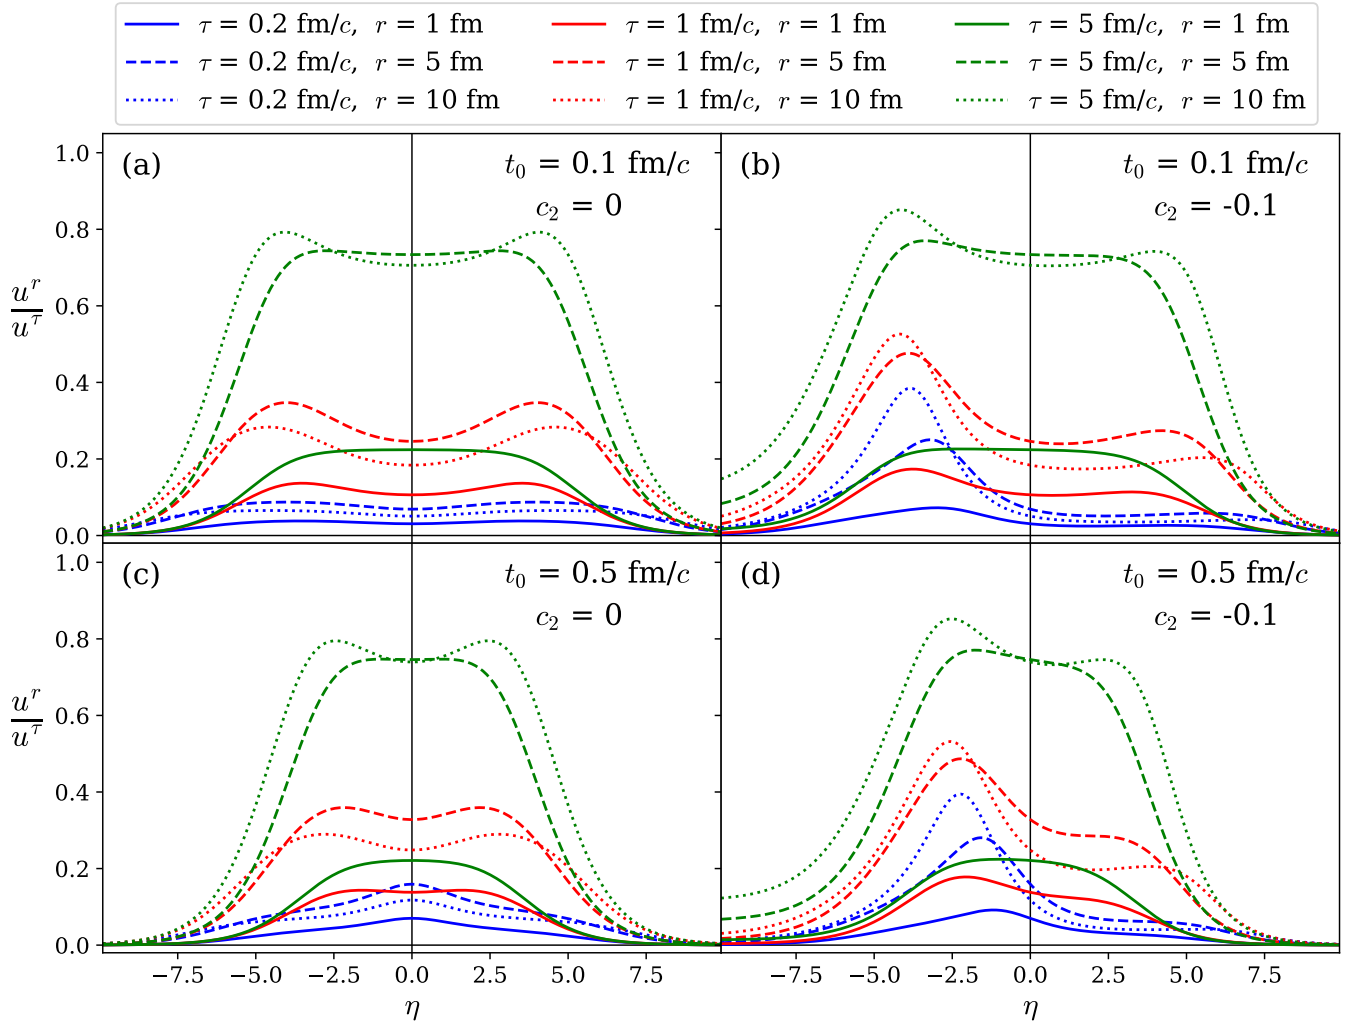 τ = 0.2 fm/c, r = 1 fm
τ = 1 fm/c, r = 1 fm
τ = 5 fm/c, r = 1 fm
τ = 0.2 fm/c, r = 5 fm
τ = 1 fm/c, r = 5 fm
τ = 5 fm/c, r = 5 fm
τ = 0.2 fm/c, r = 10 fm
τ = 1 fm/c, r = 10 fm
τ = 5 fm/c, r = 10 fm
(a)
t₀ = 0.1 fm/c
c₂ = 0
(b)
t₀ = 0.1 fm/c
c₂ = -0.1
1.0
0.8
0.6
0.4
0.2
0.0
uʳ
u^τ
(c)
t₀ = 0.5 fm/c
c₂ = 0
(d)
t₀ = 0.5 fm/c
c₂ = -0.1
1.0
0.8
0.6
0.4
0.2
0.0
uʳ
u^τ
−7.5 −5.0 −2.5 0.0 2.5 5.0 7.5
−7.5 −5.0 −2.5 0.0 2.5 5.0 7.5
η
η